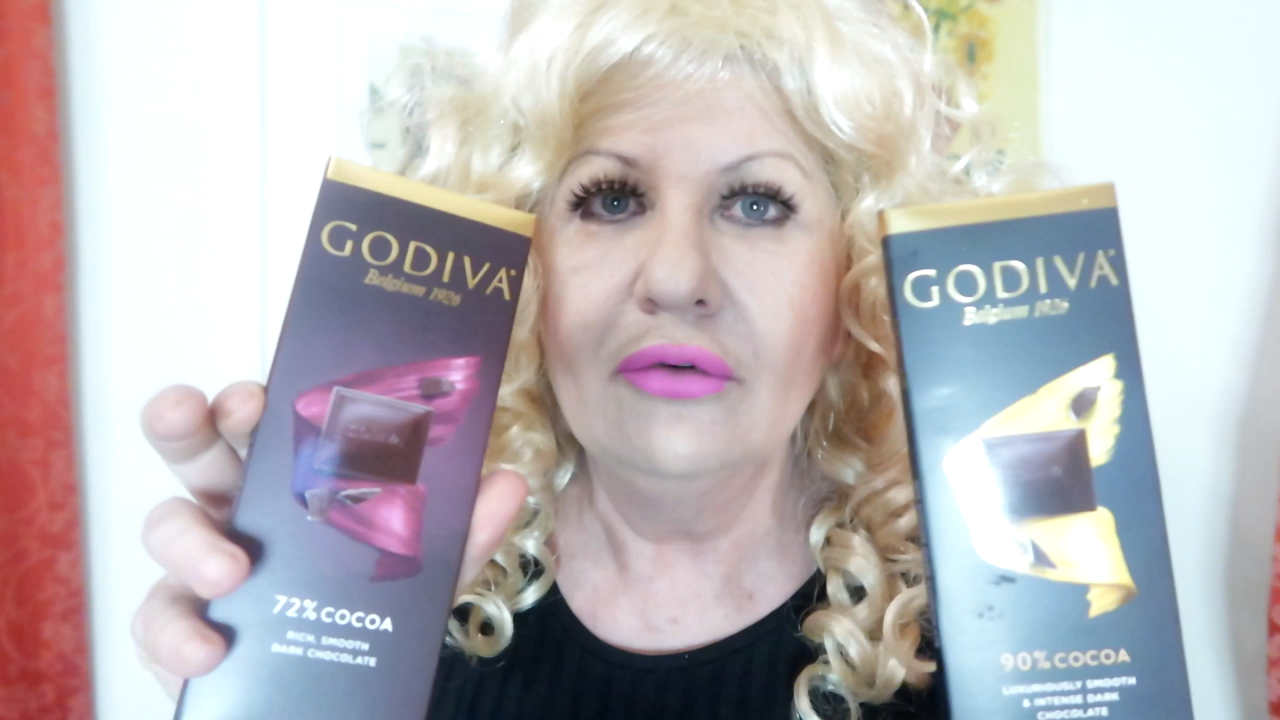 GODIVA
Belgium 1926
72% COCOA
RICH, SMOOTH
DARK CHOCOLATE
GODIVA
Belgium 1926
90% COCOA
LUXURIOUSLY SMOOTH
& INTENSE DARK
CHOCOLATE